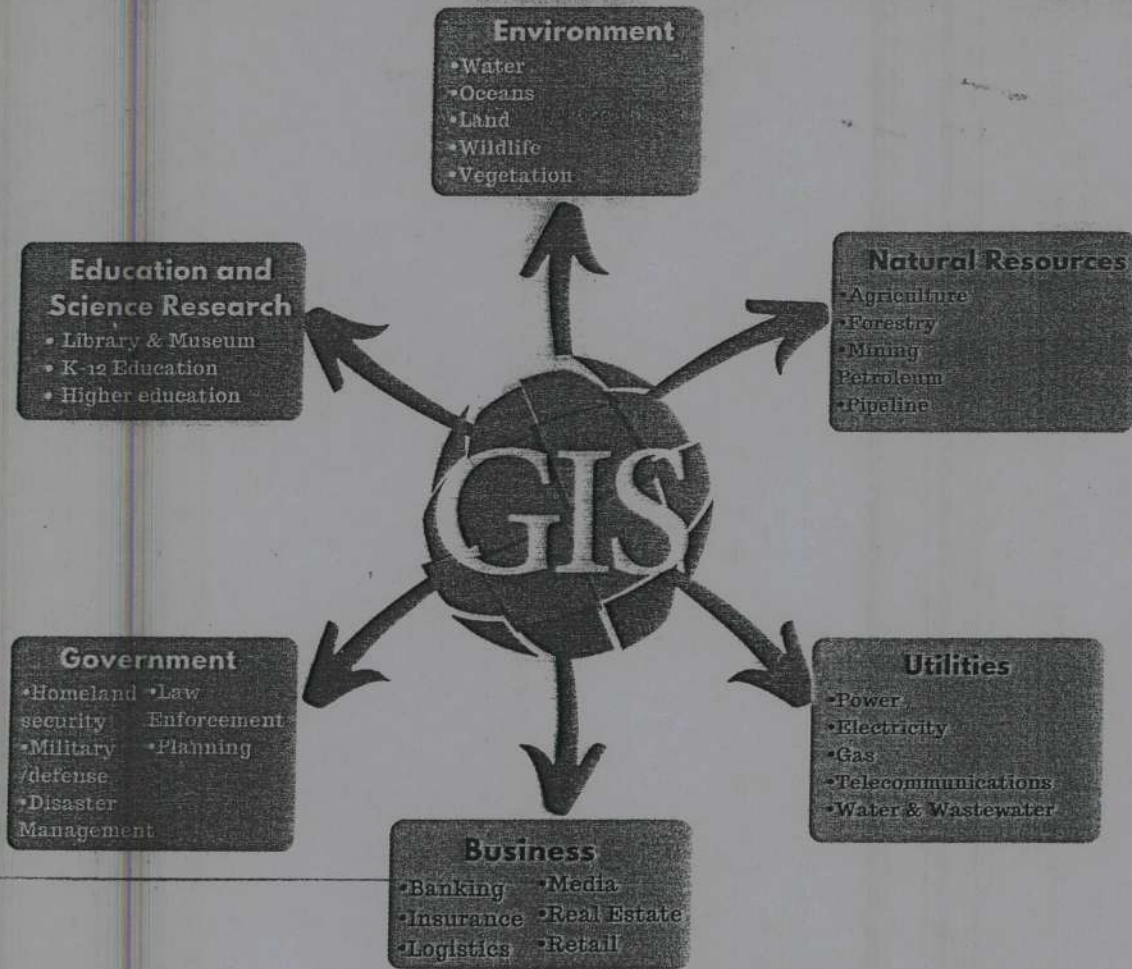 Environment
•Water
•Oceans
•Land
•Wildlife
•Vegetation
Education and
Science Research
• Library & Museum
• K-12 Education
• Higher education
Natural Resources
•Agriculture
•Forestry
•Mining
Petroleum
•Pipeline
GIS
Government
•Homeland
security
•Military
/defense
•Disaster
Management
•Law
Enforcement
•Planning
Utilities
•Power
•Electricity
•Gas
•Telecommunications
•Water & Wastewater
Business
•Banking
•Insurance
•Logistics
•Media
•Real Estate
•Retail